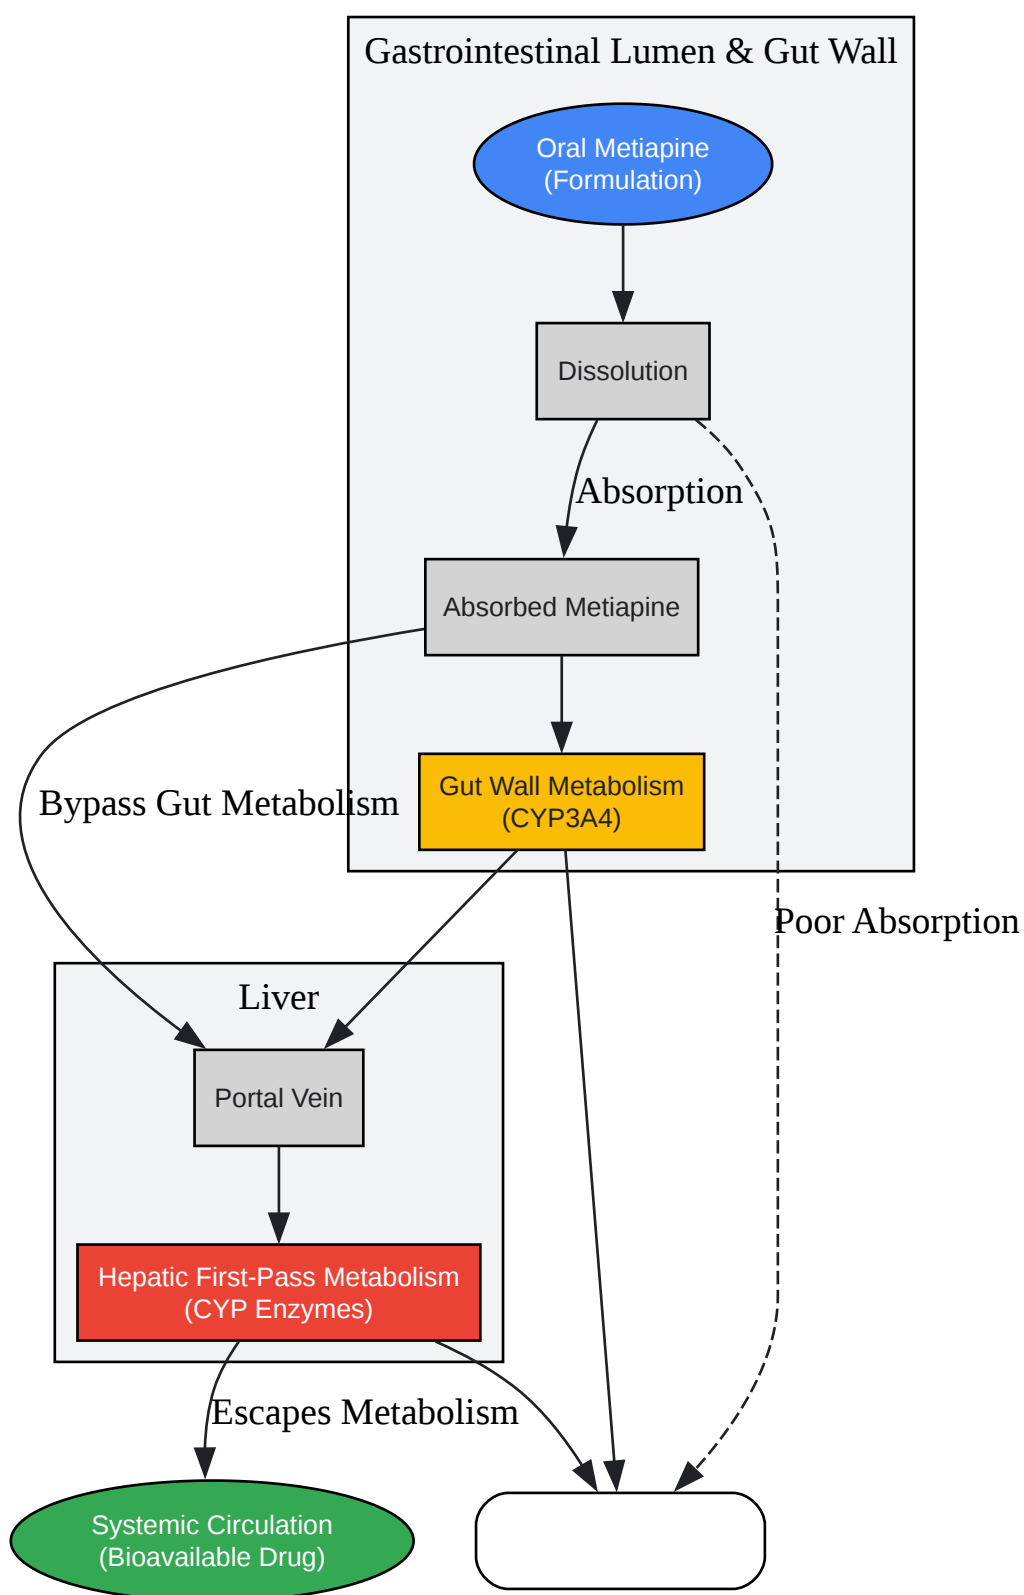 Gastrointestinal Lumen & Gut Wall
Oral Metiapine
(Formulation)
Dissolution
Absorption
Absorbed Metiapine
Bypass Gut Metabolism
Gut Wall Metabolism
(CYP3A4)
Poor Absorption
Liver
Portal Vein
Hepatic First-Pass Metabolism
(CYP Enzymes)
Escapes Metabolism
Systemic Circulation
(Bioavailable Drug)